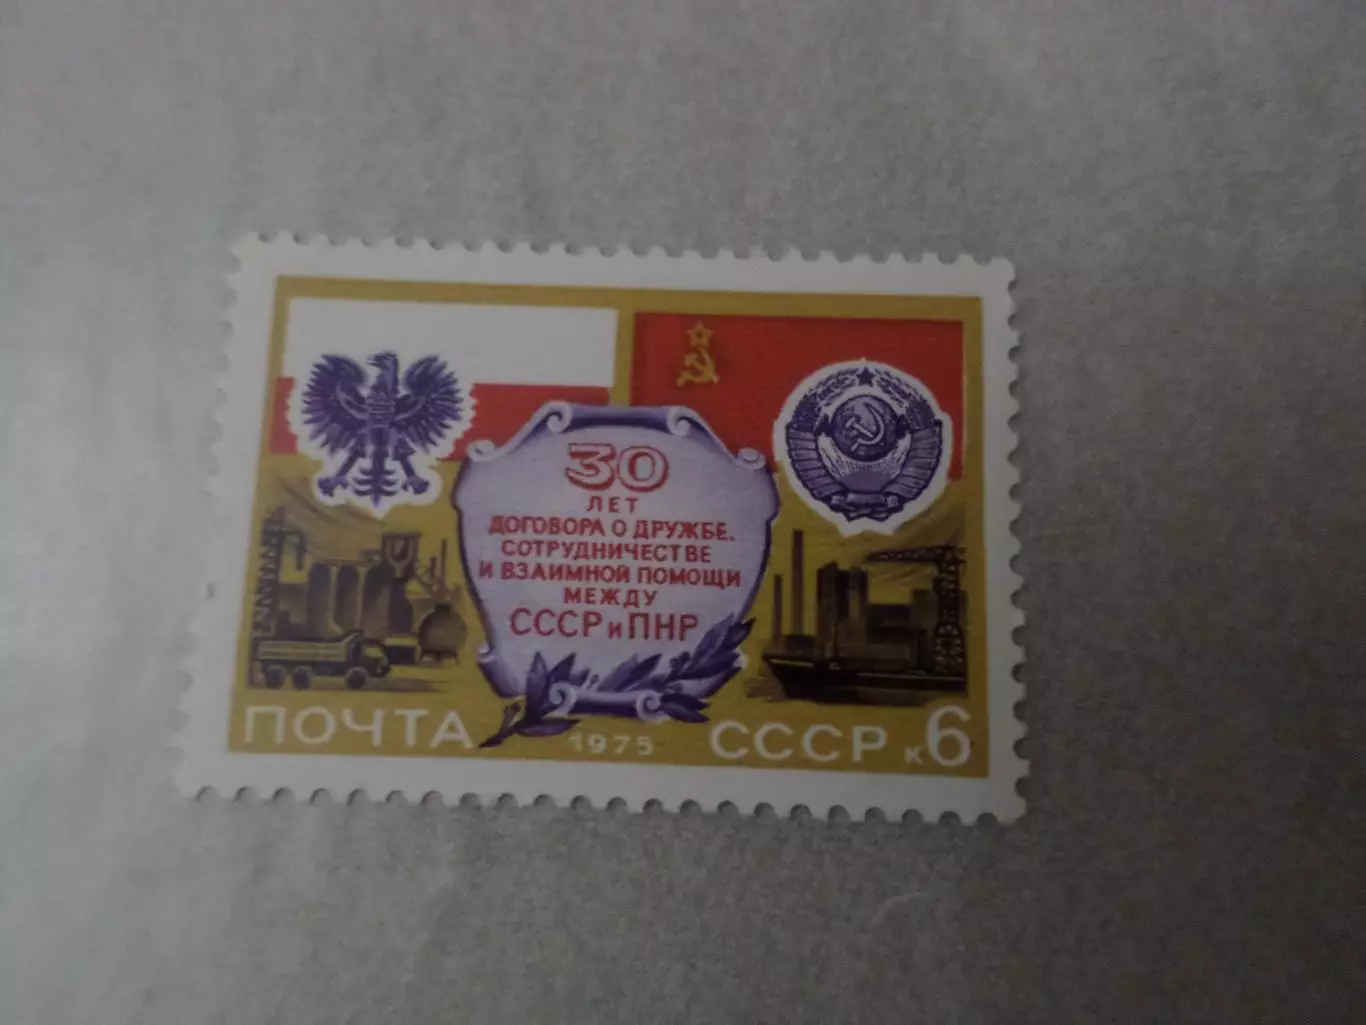 30
ЛЕТ
ДОГОВОРА О ДРУЖБЕ,
СОТРУДНИЧЕСТВЕ
И ВЗАИМНОЙ ПОМОЩИ
МЕЖДУ
СССР и ПНР
ПОЧТА 1975 СССР к6